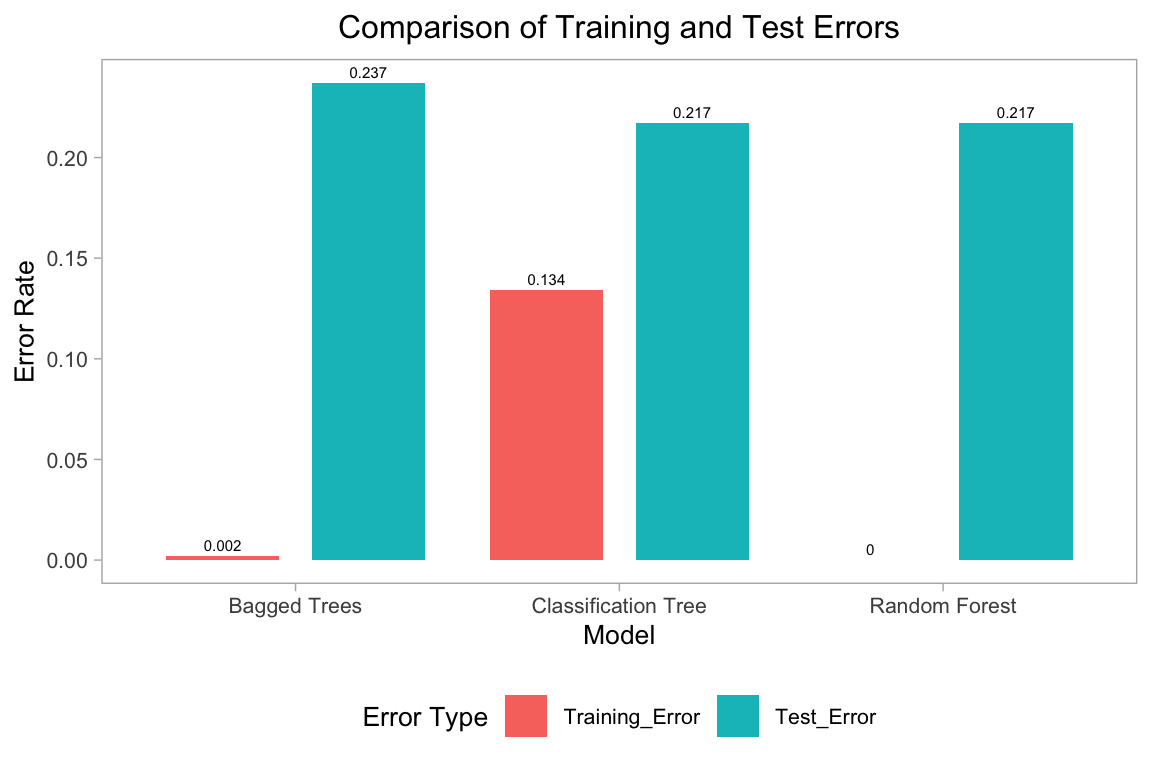 Comparison of Training and Test Errors
0.237
0.217
0.217
0.20
0.15
0.134
0.10
0.05
0.002
0
0.00
Error Rate
Bagged Trees
Classification Tree
Random Forest
Model
Error Type
Training_Error
Test_Error